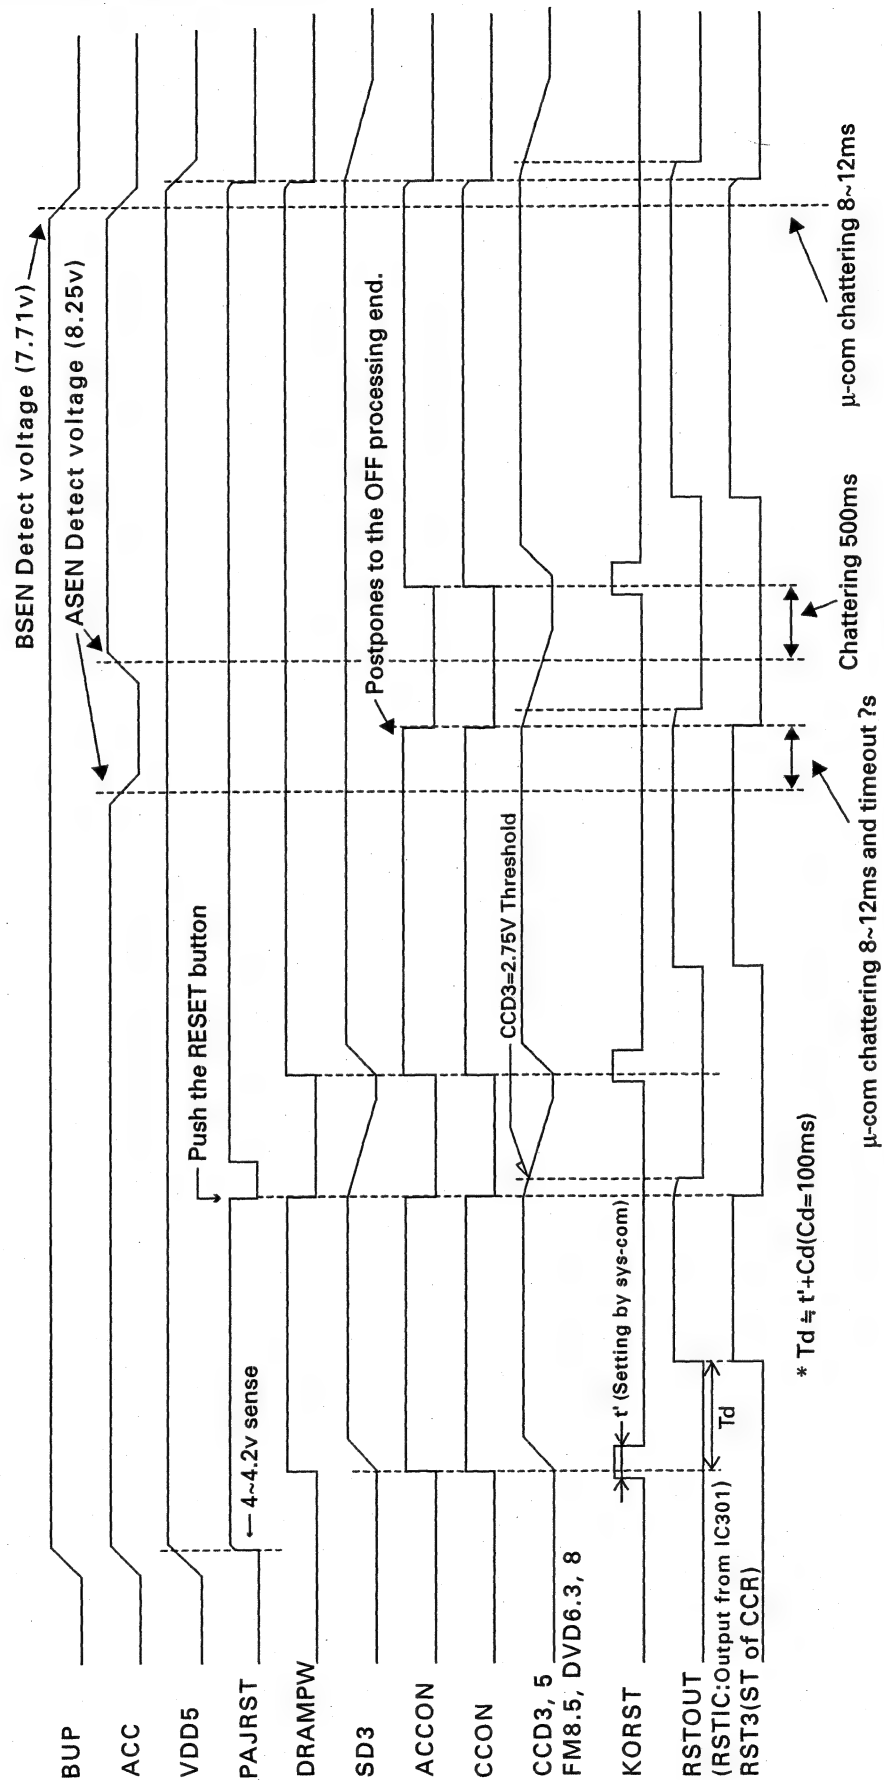 BSEN Detect voltage (7.71v)
ASEN Detect voltage (8.25v)
BUP
ACC
VDD5
Push the RESET button
PAJRST
4~4.2v sense
DRAMPW
SD3
Postpones to the OFF processing end.
ACCON
CCON
CCD3=2.75V Threshold
CCD3, 5
FM8.5, DVD6.3, 8
t' (Setting by sys-com)
KORST
RSTOUT
(RSTIC:Output from IC301)
Td
RST3(ST of CCR)
* Td ≒ t'+Cd(Cd=100ms)
μ-com chattering 8~12ms and timeout ?s
Chattering 500ms
μ-com chattering 8~12ms